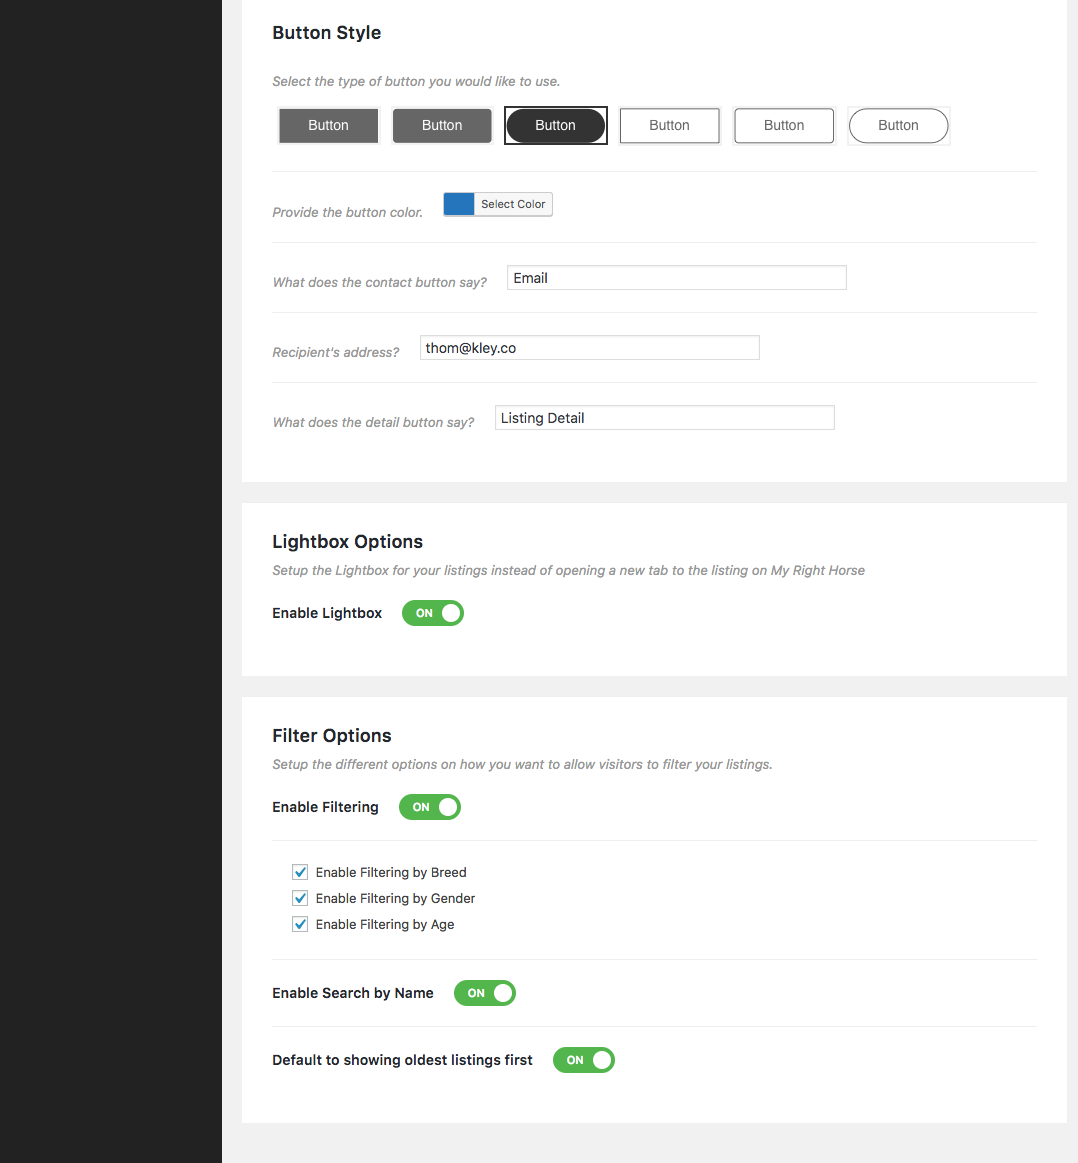 Button Style
Select the type of button you would like to use.
Button Button Button Button Button Button
Provide the button color. Select Color
What does the contact button say? Email
Recipient's address? thom@kley.co
What does the detail button say? Listing Detail
Lightbox Options
Setup the Lightbox for your listings instead of opening a new tab to the listing on My Right Horse
Enable Lightbox ON
Filter Options
Setup the different options on how you want to allow visitors to filter your listings.
Enable Filtering ON
Enable Filtering by Breed
Enable Filtering by Gender
Enable Filtering by Age
Enable Search by Name ON
Default to showing oldest listings first ON